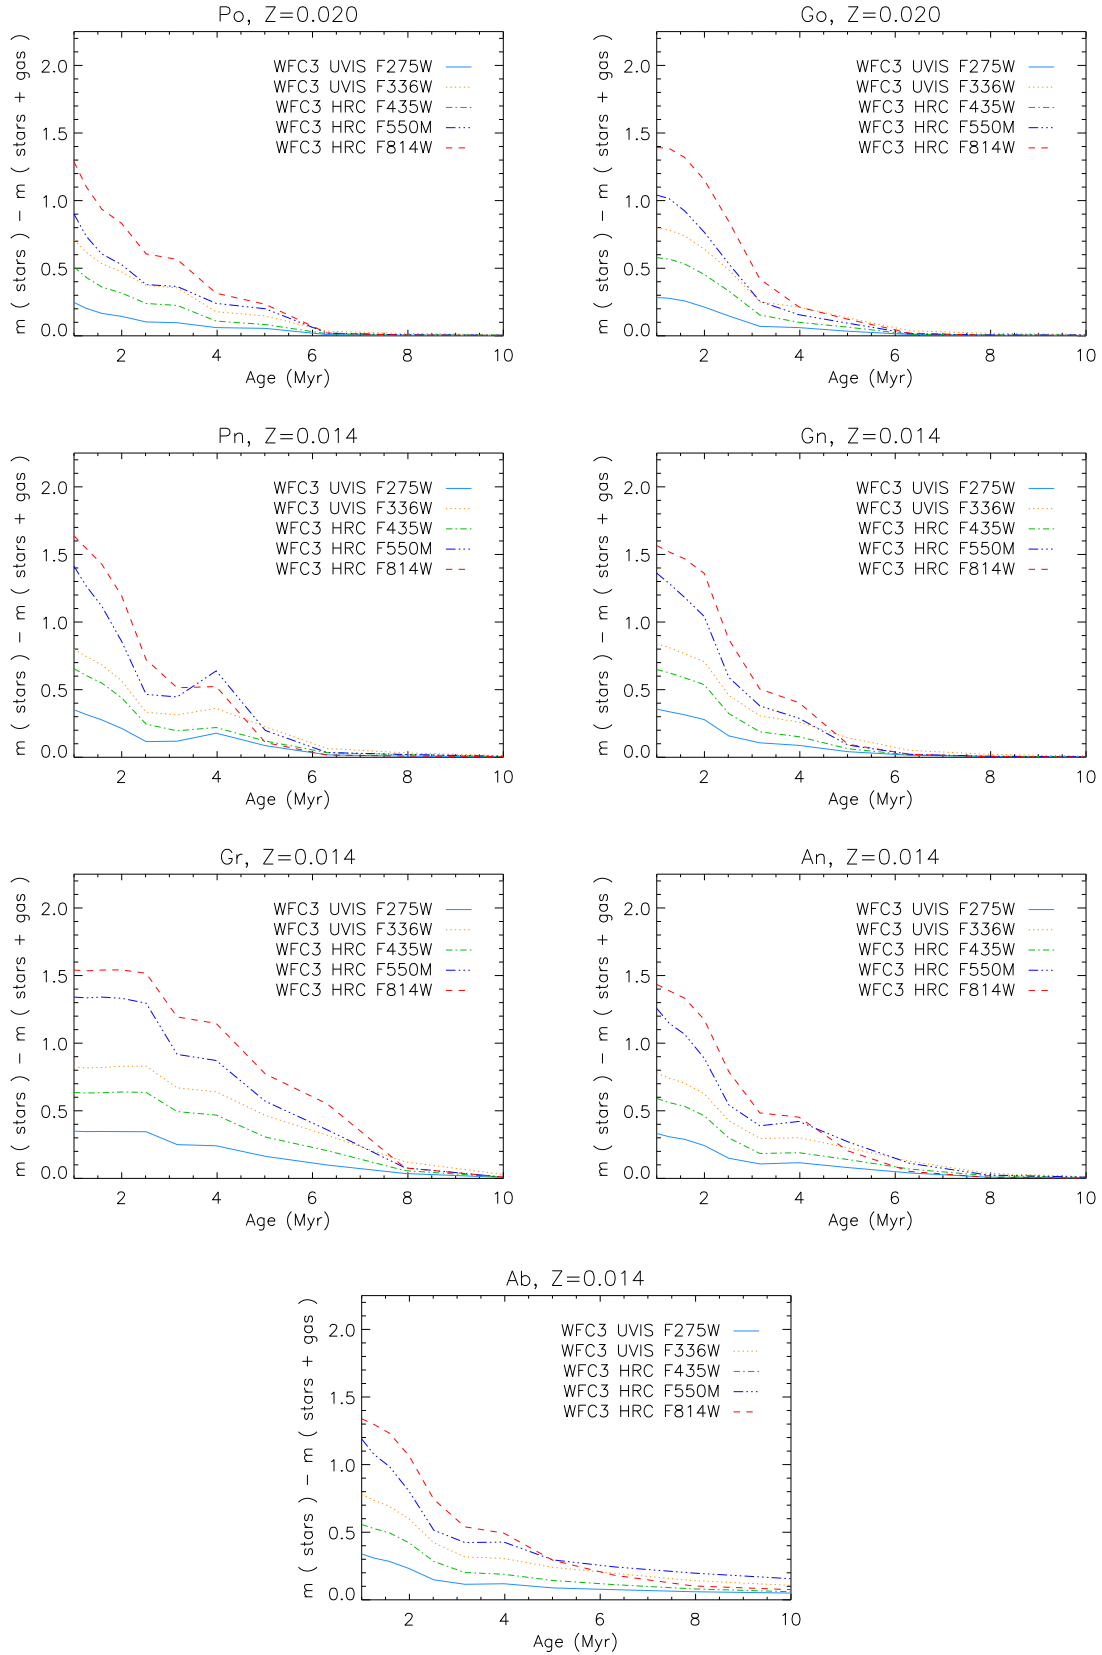 Po, Z=0.020
m ( stars ) − m ( stars + gas )
2.0
1.5
1.0
0.5
0.0
WFC3 UVIS F275W
WFC3 UVIS F336W
WFC3 HRC F435W
WFC3 HRC F550M
WFC3 HRC F814W
2 4 6 8 10
Age (Myr)
Go, Z=0.020
m ( stars ) − m ( stars + gas )
2.0
1.5
1.0
0.5
0.0
WFC3 UVIS F275W
WFC3 UVIS F336W
WFC3 HRC F435W
WFC3 HRC F550M
WFC3 HRC F814W
2 4 6 8 10
Age (Myr)
Pn, Z=0.014
m ( stars ) − m ( stars + gas )
2.0
1.5
1.0
0.5
0.0
WFC3 UVIS F275W
WFC3 UVIS F336W
WFC3 HRC F435W
WFC3 HRC F550M
WFC3 HRC F814W
2 4 6 8 10
Age (Myr)
Gn, Z=0.014
m ( stars ) − m ( stars + gas )
2.0
1.5
1.0
0.5
0.0
WFC3 UVIS F275W
WFC3 UVIS F336W
WFC3 HRC F435W
WFC3 HRC F550M
WFC3 HRC F814W
2 4 6 8 10
Age (Myr)
Gr, Z=0.014
m ( stars ) − m ( stars + gas )
2.0
1.5
1.0
0.5
0.0
WFC3 UVIS F275W
WFC3 UVIS F336W
WFC3 HRC F435W
WFC3 HRC F550M
WFC3 HRC F814W
2 4 6 8 10
Age (Myr)
An, Z=0.014
m ( stars ) − m ( stars + gas )
2.0
1.5
1.0
0.5
0.0
WFC3 UVIS F275W
WFC3 UVIS F336W
WFC3 HRC F435W
WFC3 HRC F550M
WFC3 HRC F814W
2 4 6 8 10
Age (Myr)
Ab, Z=0.014
m ( stars ) − m ( stars + gas )
2.0
1.5
1.0
0.5
0.0
WFC3 UVIS F275W
WFC3 UVIS F336W
WFC3 HRC F435W
WFC3 HRC F550M
WFC3 HRC F814W
2 4 6 8 10
Age (Myr)